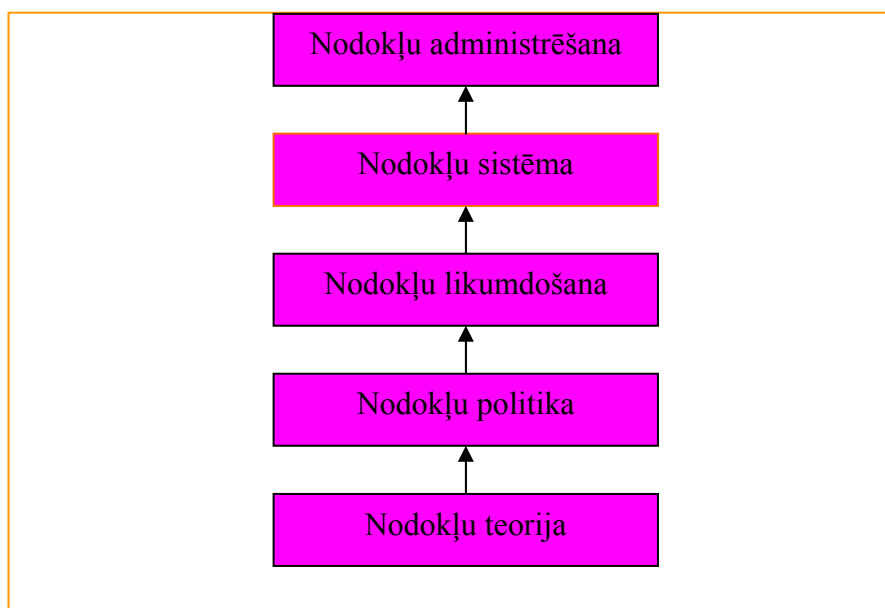 Nodokļu administrēšana
Nodokļu sistēma
Nodokļu likumdošana
Nodokļu politika
Nodokļu teorija